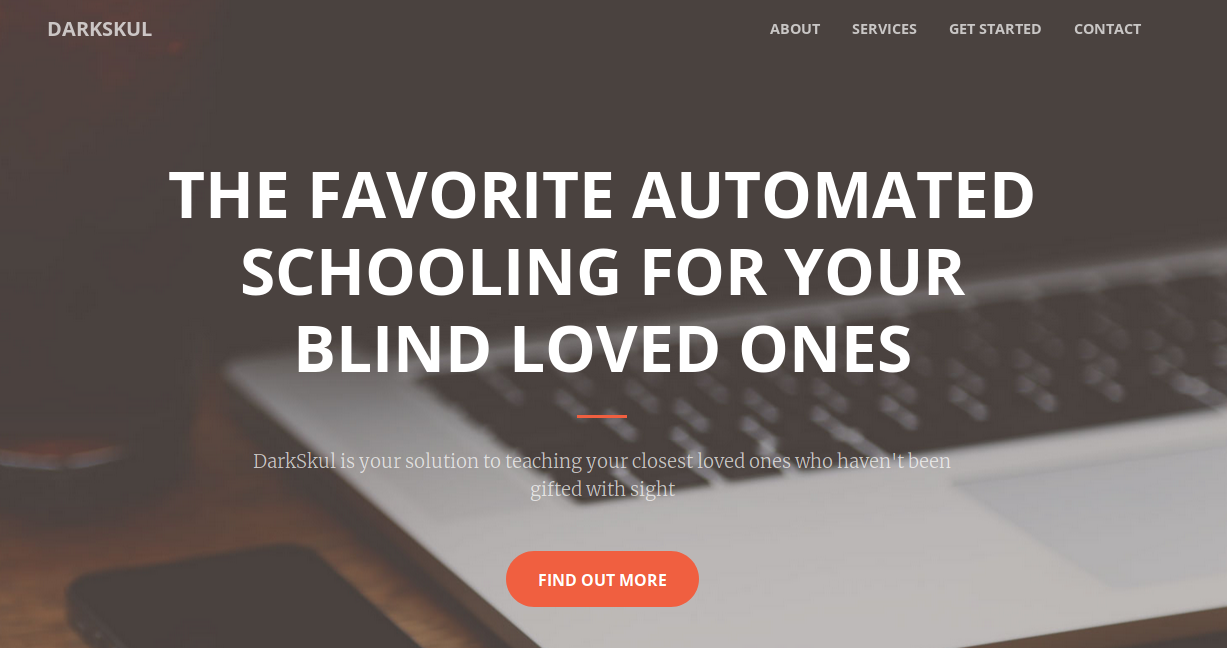 DARKSKUL
ABOUT SERVICES GET STARTED CONTACT
THE FAVORITE AUTOMATED
SCHOOLING FOR YOUR
BLIND LOVED ONES
DarkSkul is your solution to teaching your closest loved ones who haven't been
gifted with sight
FIND OUT MORE